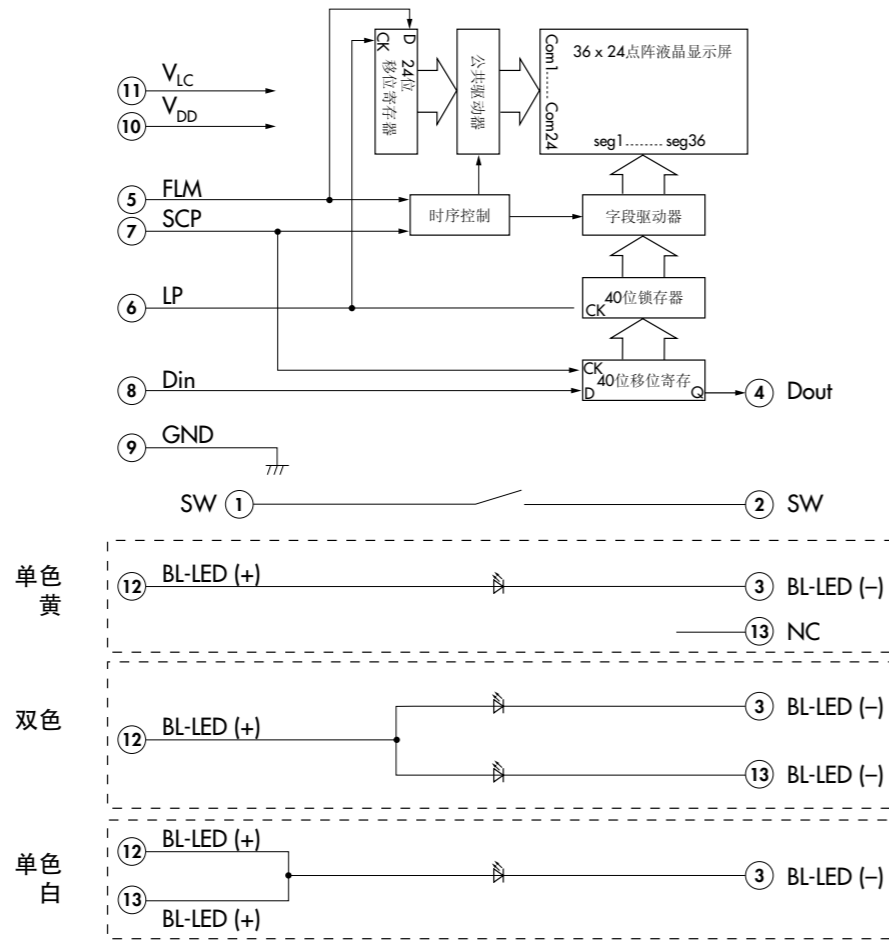 CK D
24位
移位寄存器
公共驱动器
Com1........Com24
36 x 24点阵液晶显示屏
seg1......... seg36
11 VLC
10 VDD
5 FLM
7 SCP
时序控制
字段驱动器
6 LP
40位锁存器
CK
8 Din
CK
40位移位寄存
D Q
4 Dout
9 GND
SW 1
2 SW
单色
黄
12 BL-LED (+)
3 BL-LED (–)
13 NC
双色
12 BL-LED (+)
3 BL-LED (–)
13 BL-LED (–)
单色
白
12 BL-LED (+)
13
BL-LED (+)
3 BL-LED (–)